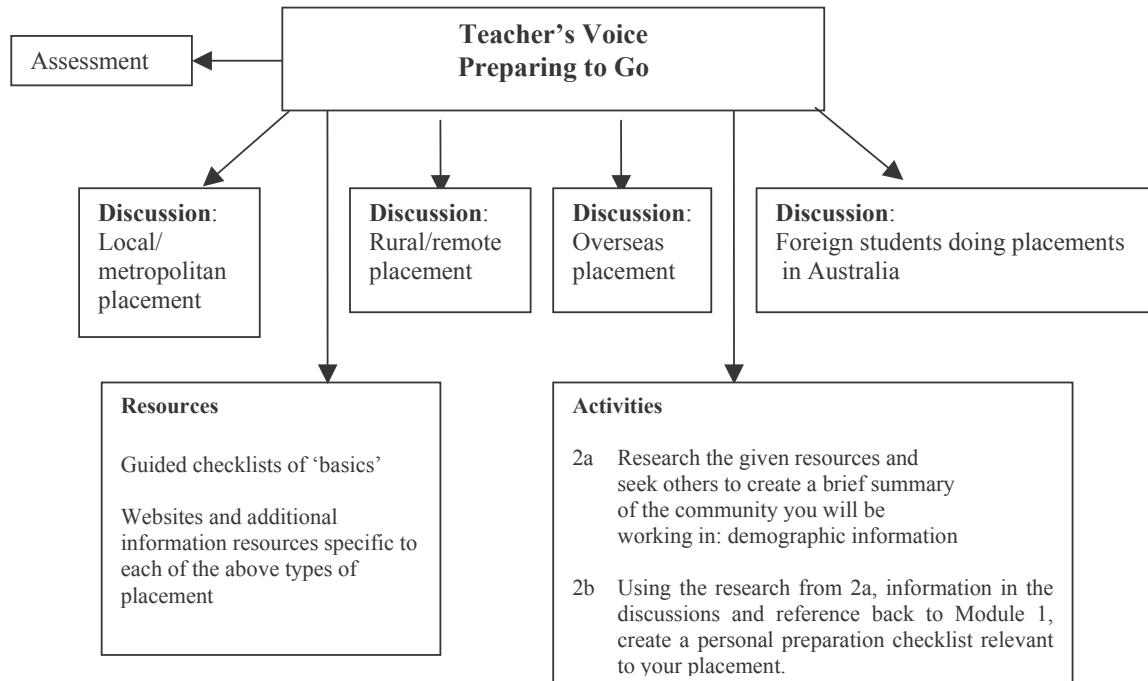 Teacher’s Voice
Preparing to Go
Assessment
Discussion:
Local/
metropolitan
placement
Discussion:
Rural/remote
placement
Discussion:
Overseas
placement
Discussion:
Foreign students doing placements
in Australia
Resources
Guided checklists of ‘basics’
Websites and additional
information resources specific to
each of the above types of
placement
Activities
2a Research the given resources and
seek others to create a brief summary
of the community you will be
working in: demographic information
2b Using the research from 2a, information in the
discussions and reference back to Module 1,
create a personal preparation checklist relevant
to your placement.